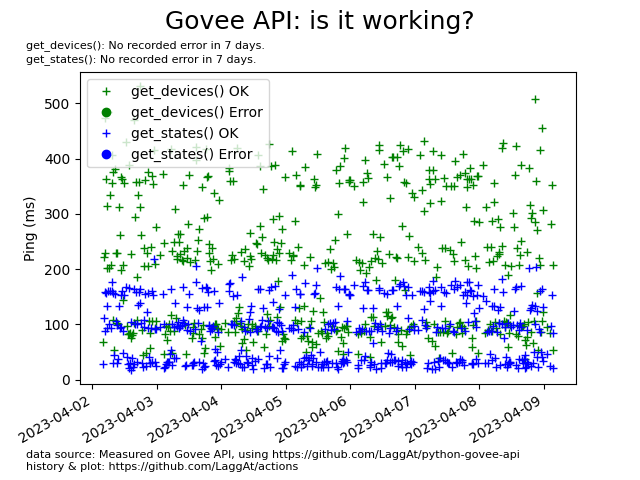 Govee API: is it working?
get_devices(): No recorded error in 7 days.
get_states(): No recorded error in 7 days.
get_devices() OK
get_devices() Error
get_states() OK
get_states() Error
Ping (ms)
500
400
300
200
100
0
2023-04-02
2023-04-03
2023-04-04
2023-04-05
2023-04-06
2023-04-07
2023-04-08
2023-04-09
data source: Measured on Govee API, using https://github.com/LaggAt/python-govee-api
history & plot: https://github.com/LaggAt/actions